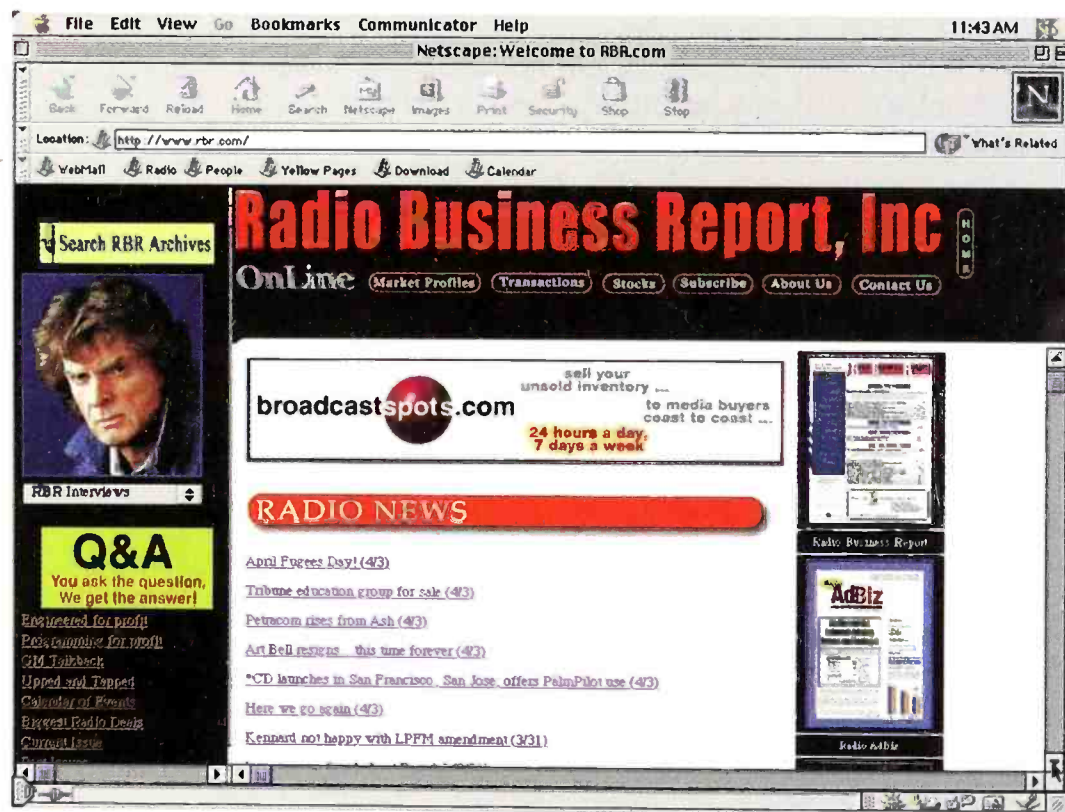 File Edit View Go Bookmarks Communicator Help 11:43 AM
Netscape: Welcome to RBR.com
Back Forward Reload Home Search Netscape Images Print Security Shop Stop
N
Location: http://www.rbr.com/ What's Related
WebMail Radio People Yellow Pages Download Calendar
Search RBR Archives
RBR Interviews
Q&A
You ask the question,
We get the answer!
Engineered for profit
Programming for profit
GM Talkback
Upped and Tapped
Calendar of Events
Biggest Radio Deals
Current Issue
Radio Business Report, Inc
HOME
OnLine Market Profiles Transactions Stocks Subscribe About Us Contact Us
broadcastspots.com
sell your
unsold inventory ...
to media buyers
coast to coast ...
24 hours a day,
7 days a week
RADIO NEWS
April Fugees Day! (4/3)
Tribune education group for sale (4/3)
Petracom rises from Ash (4/3)
Art Bell resigns...this time forever (4/3)
*CD launches in San Francisco, San Jose, offers PalmPilot use (4/3)
Here we go again (4/3)
Kennard not happy with LPFM amendment (3/31)
Radio Business Report
AdBiz
Radio AdBiz